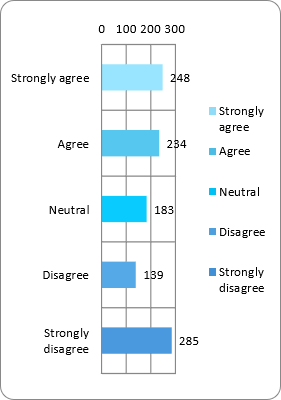 0 100 200 300
Strongly agree
248
Agree
234
Neutral
183
Disagree
139
Strongly
disagree
285
Strongly
agree
Agree
Neutral
Disagree
Strongly
disagree